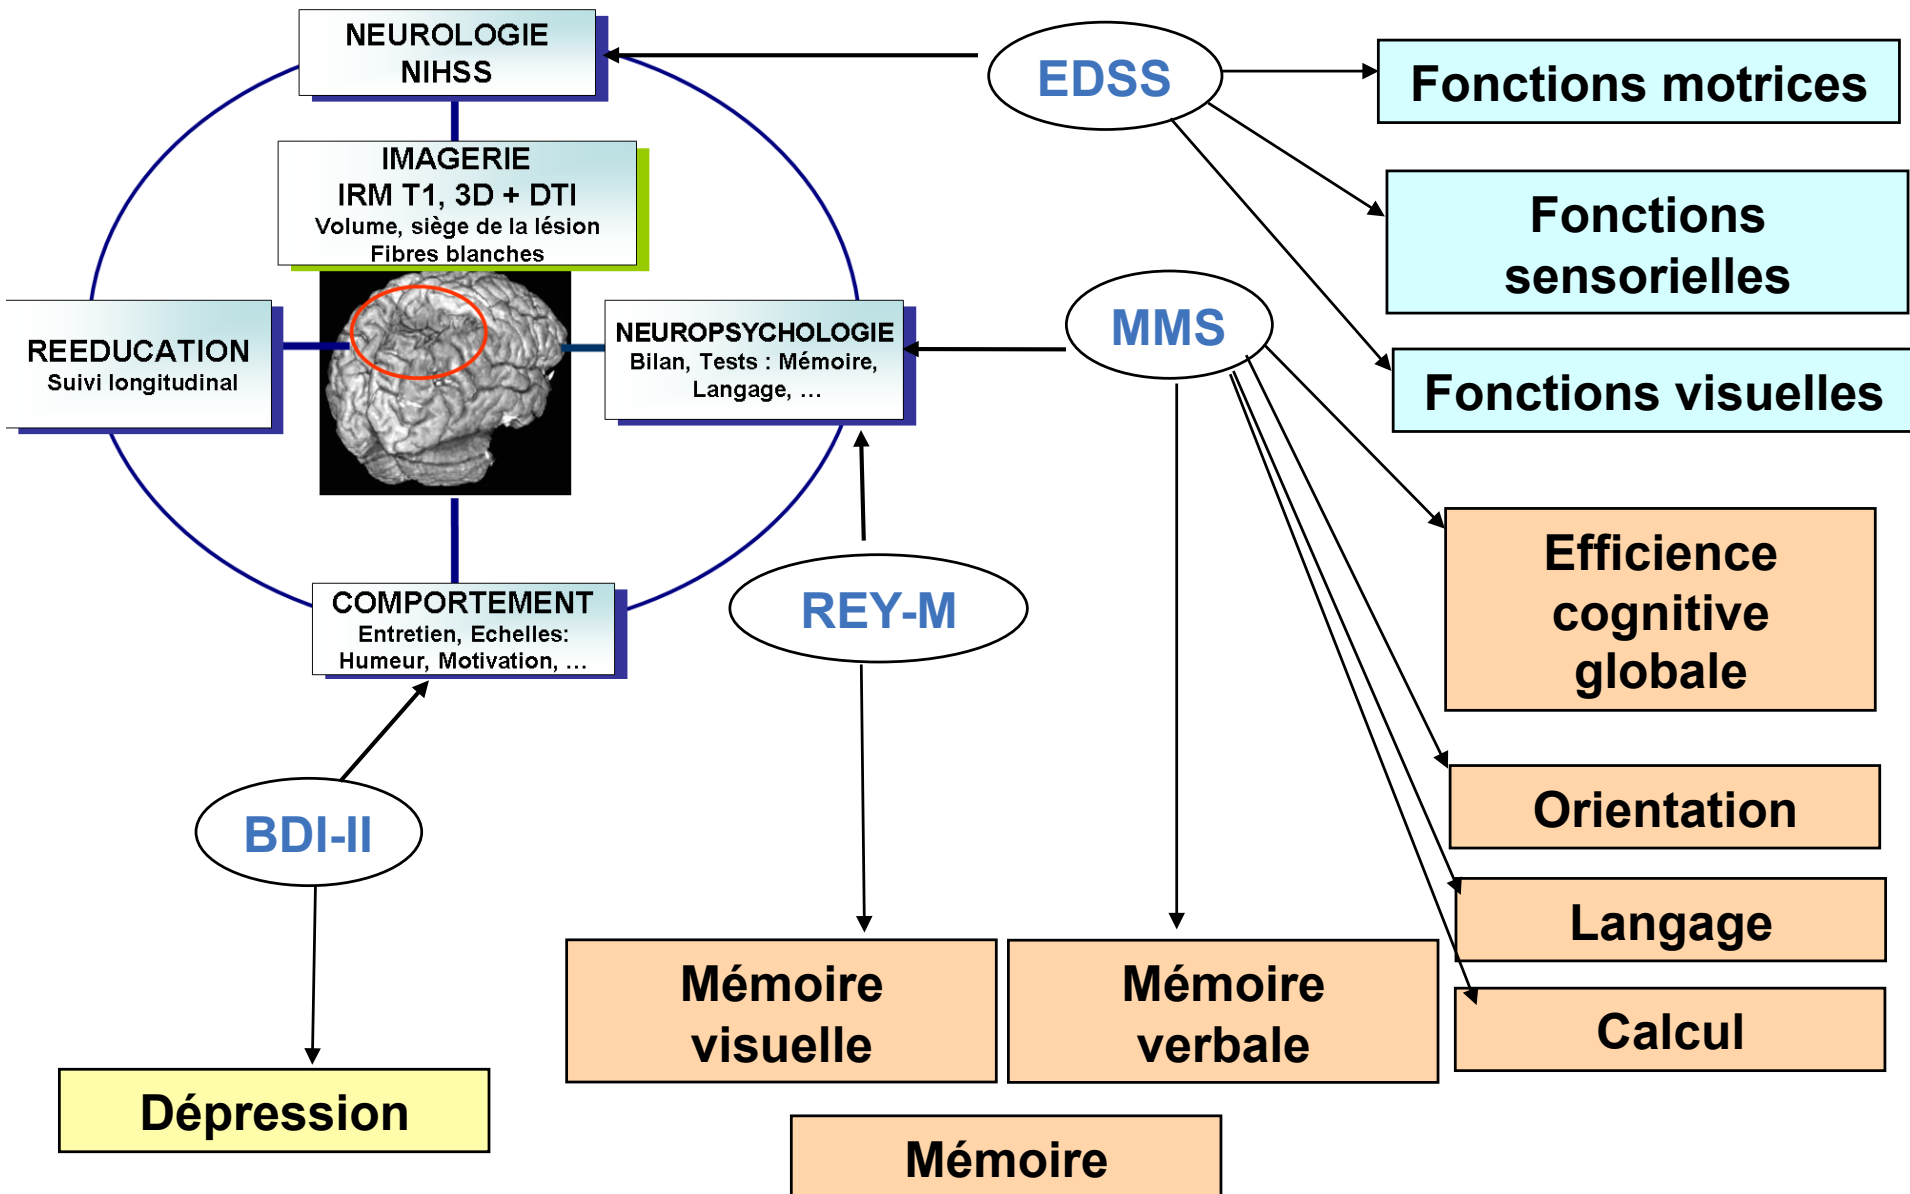 NEUROLOGIE
NIHSS
IMAGERIE
IRM T1, 3D + DTI
Volume, siège de la lésion
Fibres blanches
REEDUCATION
Suivi longitudinal
NEUROPSYCHOLOGIE
Bilan, Tests : Mémoire,
Langage, ...
COMPORTEMENT
Entretien, Echelles:
Humeur, Motivation, ...
EDSS
Fonctions motrices
Fonctions
sensorielles
Fonctions visuelles
MMS
Efficience
cognitive
globale
Orientation
Langage
Calcul
REY-M
BDI-II
Mémoire
visuelle
Mémoire
verbale
Dépression
Mémoire